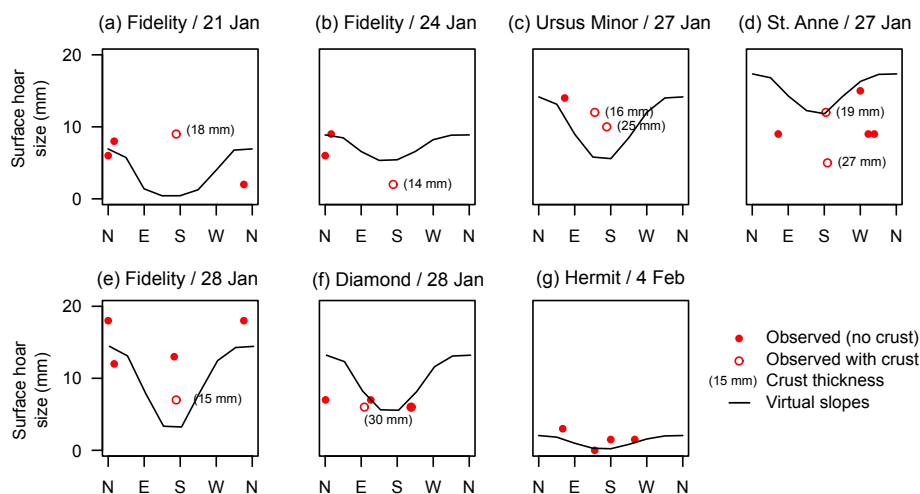 (a) Fidelity / 21 Jan
(b) Fidelity / 24 Jan
(c) Ursus Minor / 27 Jan
(d) St. Anne / 27 Jan
Surface hoar
size (mm)
20
10
0
(18 mm)
(14 mm)
(16 mm)
(25 mm)
(19 mm)
(27 mm)
N E S W N
N E S W N
N E S W N
N E S W N
(e) Fidelity / 28 Jan
(f) Diamond / 28 Jan
(g) Hermit / 4 Feb
Surface hoar
size (mm)
20
10
0
(15 mm)
(30 mm)
N E S W N
N E S W N
N E S W N
Observed (no crust)
Observed with crust
(15 mm) Crust thickness
Virtual slopes